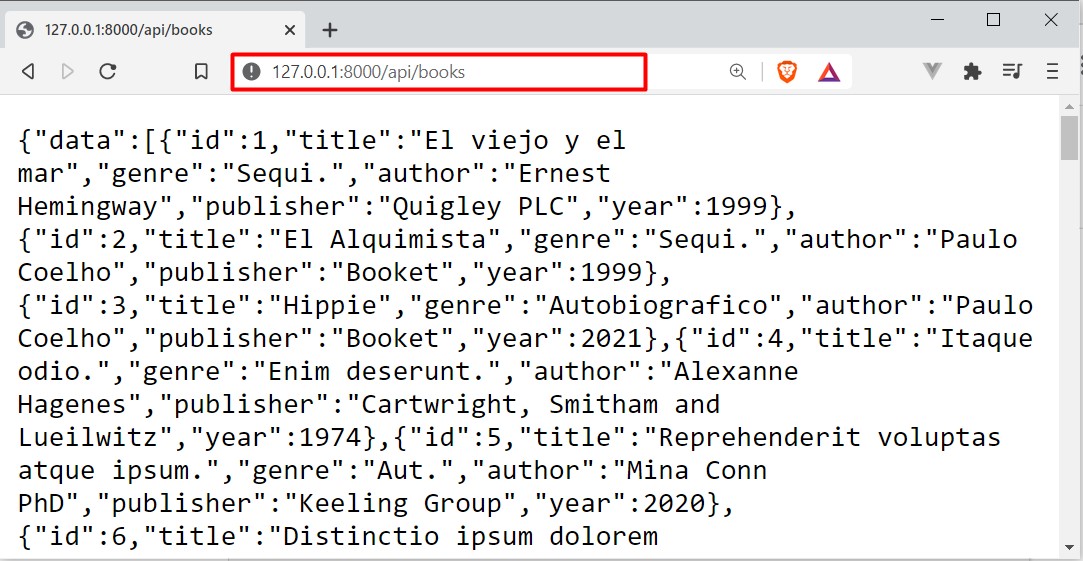 127.0.0.1:8000/api/books
127.0.0.1:8000/api/books
{"data":[{"id":1,"title":"El viejo y el
mar","genre":"Sequi.","author":"Ernest
Hemingway","publisher":"Quigley PLC","year":1999},
{"id":2,"title":"El Alquimista","genre":"Sequi.","author":"Paulo
Coelho","publisher":"Booket","year":1999},
{"id":3,"title":"Hippie","genre":"Autobiografico","author":"Paulo
Coelho","publisher":"Booket","year":2021},{"id":4,"title":"Itaque
odio.","genre":"Enim deserunt.","author":"Alexanne
Hagenes","publisher":"Cartwright, Smitham and
Lueilwitz","year":1974},{"id":5,"title":"Reprehenderit voluptas
atque ipsum.","genre":"Aut.","author":"Mina Conn
PhD","publisher":"Keeling Group","year":2020},
{"id":6,"title":"Distinctio ipsum dolorem